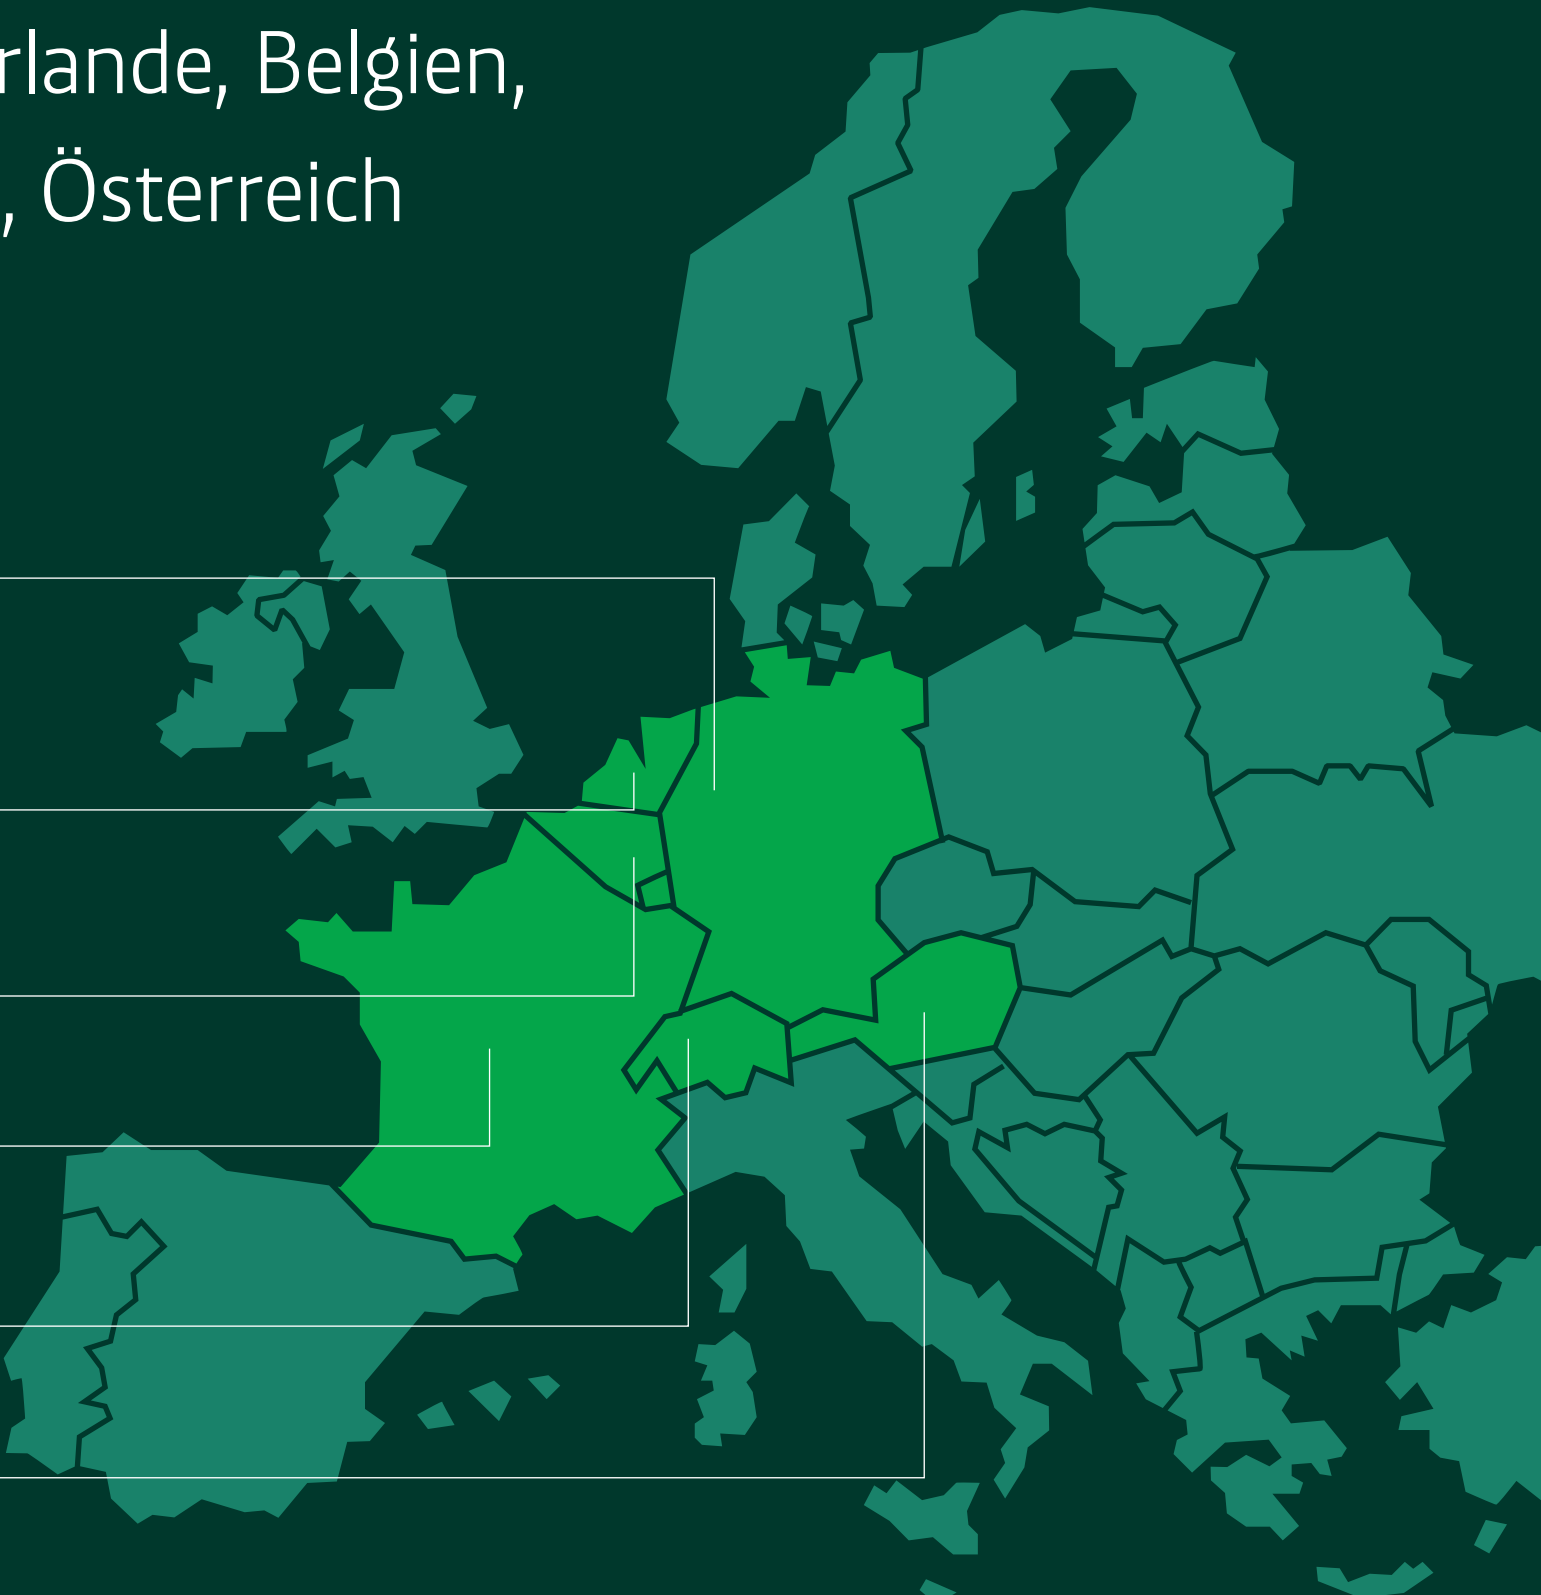 rlande, Belgien,
, Österreich